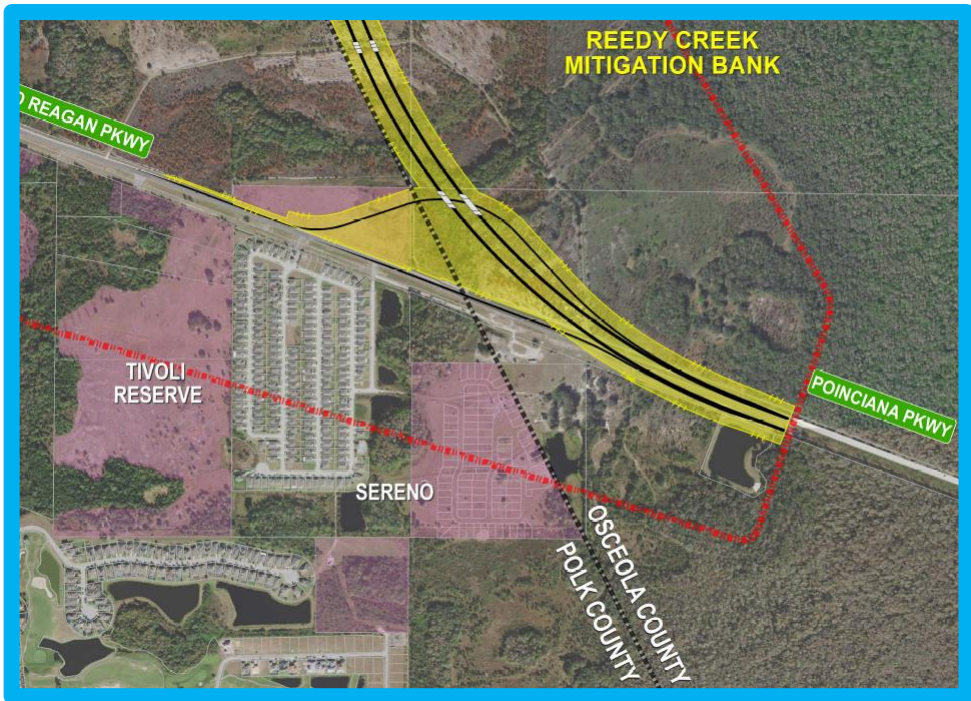 REEDY CREEK
MITIGATION BANK
REAGAN PKWY
POINCIANA PKWY
TIVOLI
RESERVE
SERENO
OSCEOLA COUNTY
POLK COUNTY